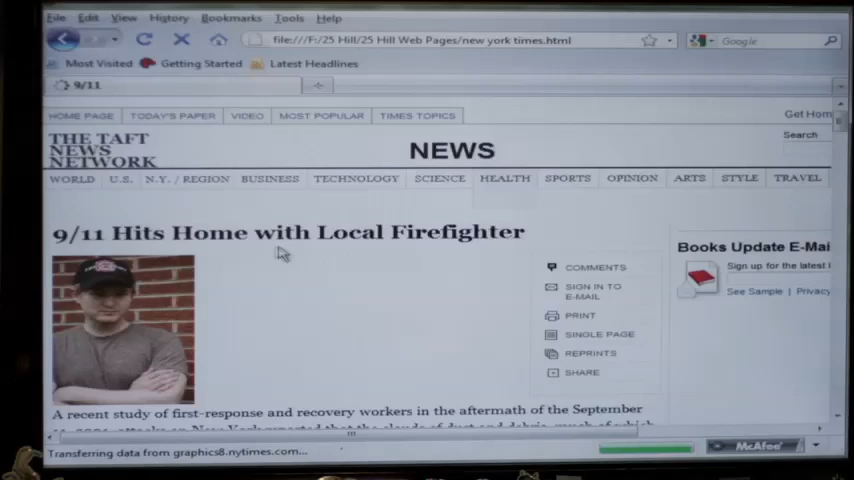 File Edit View History Bookmarks Tools Help
file:///F:/25 Hill/25 Hill Web Pages/new york times.html
Google
Most Visited Getting Started Latest Headlines
9/11
HOME PAGE TODAY'S PAPER VIDEO MOST POPULAR TIMES TOPICS
Get Hom
THE TAFT
NEWS
NETWORK
NEWS
Search
WORLD U.S. N.Y. / REGION BUSINESS TECHNOLOGY SCIENCE HEALTH SPORTS OPINION ARTS STYLE TRAVEL
9/11 Hits Home with Local Firefighter
COMMENTS
SIGN IN TO
E-MAIL
PRINT
SINGLE PAGE
REPRINTS
SHARE
Books Update E-Mai
Sign up for the latest
See Sample | Privacy
A recent study of first-response and recovery workers in the aftermath of the September
Transferring data from graphics8.nytimes.com...
McAfee